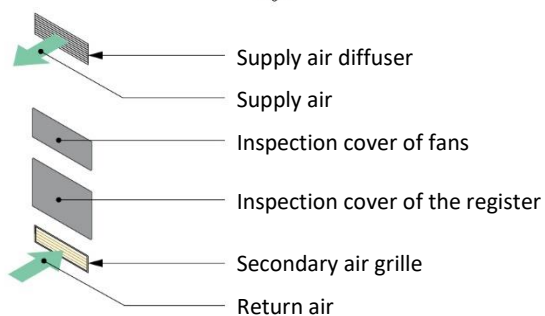 Supply air diffuser
Supply air
Inspection cover of fans
Inspection cover of the register
Secondary air grille
Return air